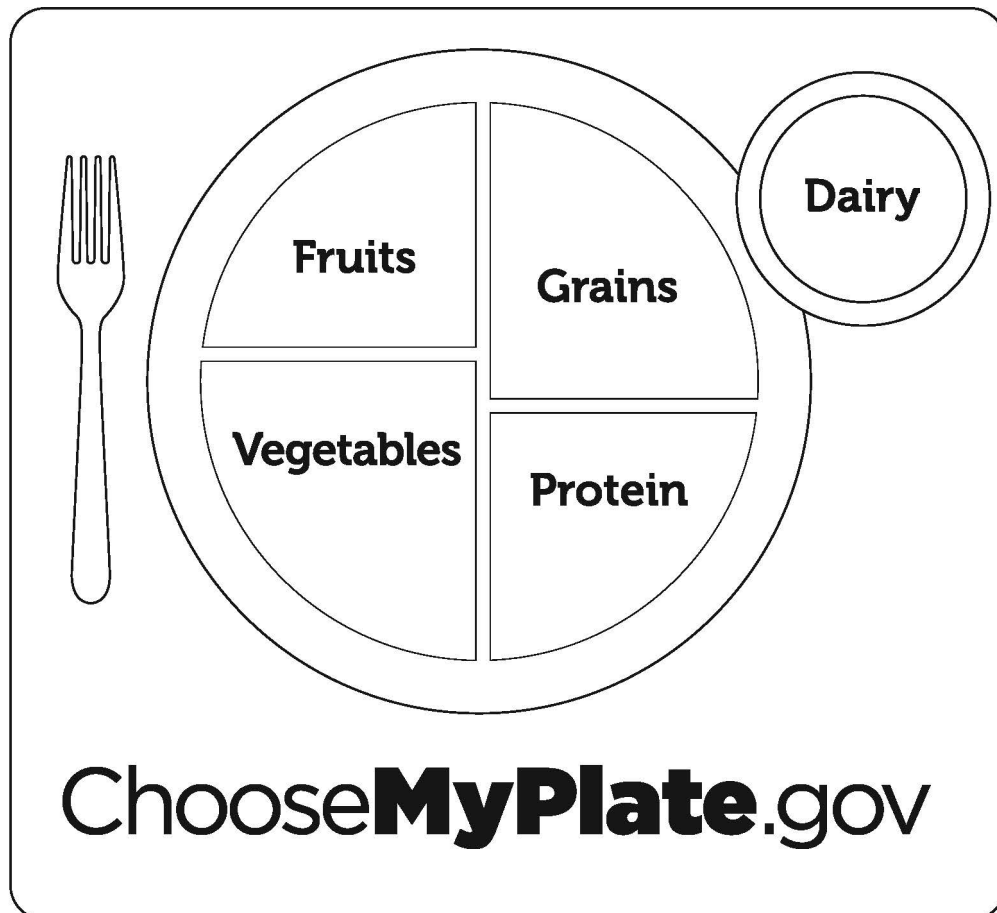 Dairy
Fruits
Grains
Vegetables
Protein
ChooseMyPlate.gov